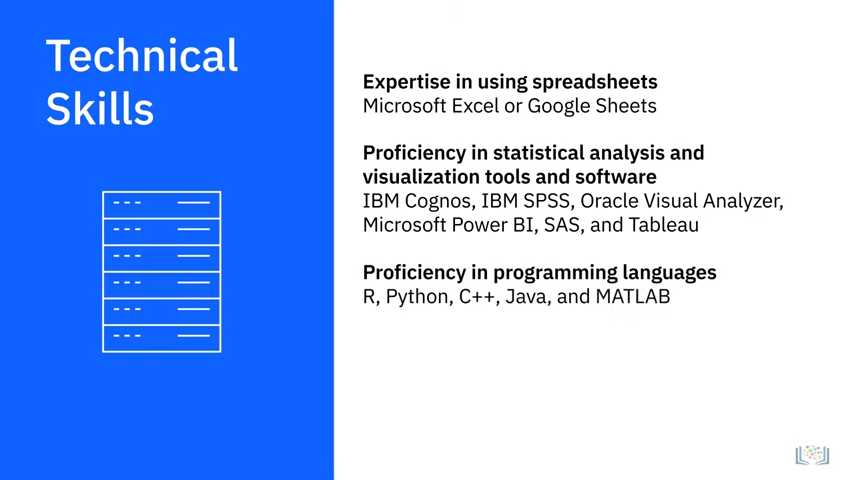 Technical
Skills
Expertise in using spreadsheets
Microsoft Excel or Google Sheets
Proficiency in statistical analysis and
visualization tools and software
IBM Cognos, IBM SPSS, Oracle Visual Analyzer,
Microsoft Power BI, SAS, and Tableau
Proficiency in programming languages
R, Python, C++, Java, and MATLAB